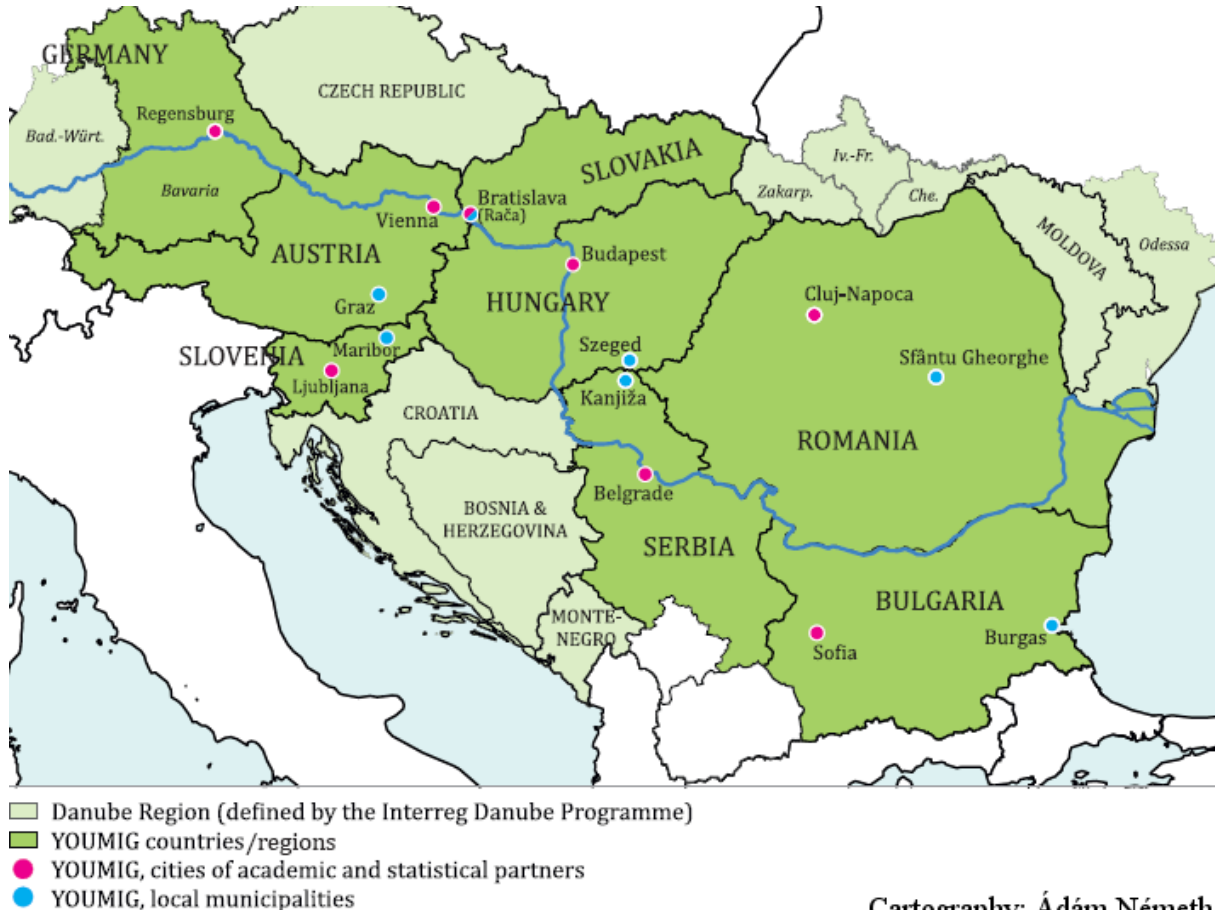 GERMANY
CZECH REPUBLIC
Regensburg
Bad.-Würt.
Bavaria
SLOVAKIA
Iv.-Fr.
Zakarp.
Che.
Vienna
Bratislava
(Rača)
MOLDOVA
Odessa
AUSTRIA
Budapest
Graz
HUNGARY
Cluj-Napoca
SLOVENIA
Maribor
Szeged
Sfântu Gheorghe
Ljubljana
Kanjiža
CROATIA
ROMANIA
Belgrade
BOSNIA &
HERZEGOVINA
SERBIA
BULGARIA
MONTE-
NEGRO
Sofia
Burgas
Danube Region (defined by the Interreg Danube Programme)
YOUMIG countries/regions
YOUMIG, cities of academic and statistical partners
YOUMIG, local municipalities
Cartography: Ádám Németh